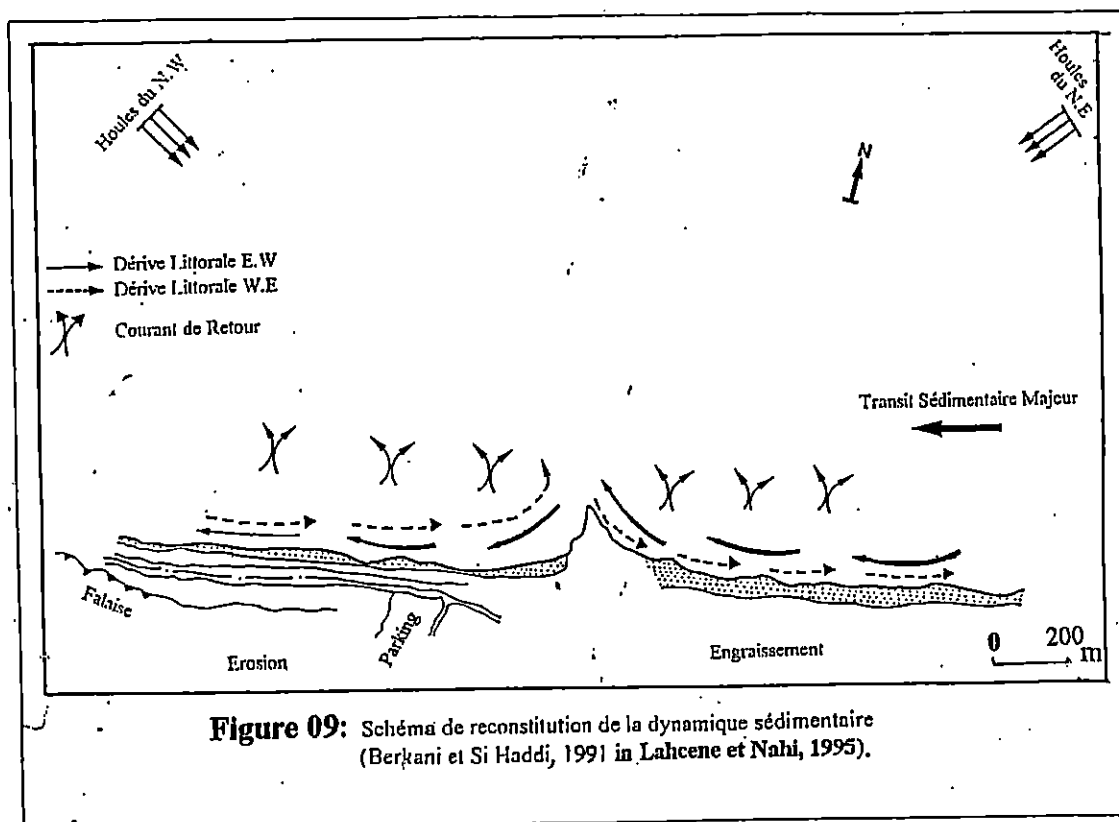 Houles du N.W
Houles
du N.E
N
Dérive Littorale E.W
Dérive Littorale W.E
Courant de Retour
Transit Sédimentaire Majeur
Falaise
Parking
Erosion
Engraissement
0 200
m
Figure 09: Schéma de reconstitution de la dynamique sédimentaire
(Berkani et Si Haddi, 1991 in Lahcene et Nahi, 1995).